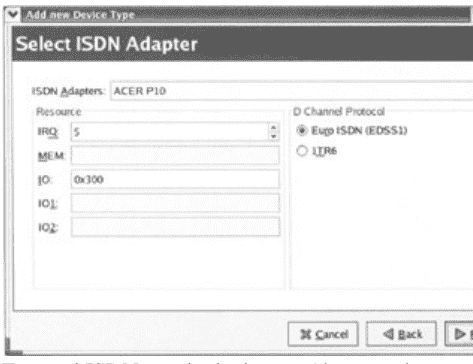 Add new Device Type
Select ISDN Adapter
ISDN Adapters: ACER P10
Resource
IRQ: 5
MEM:
IO: 0x300
IO1:
IO2:
D Channel Protocol
Euro ISDN (EDSS1)
1TR6
Cancel
Back